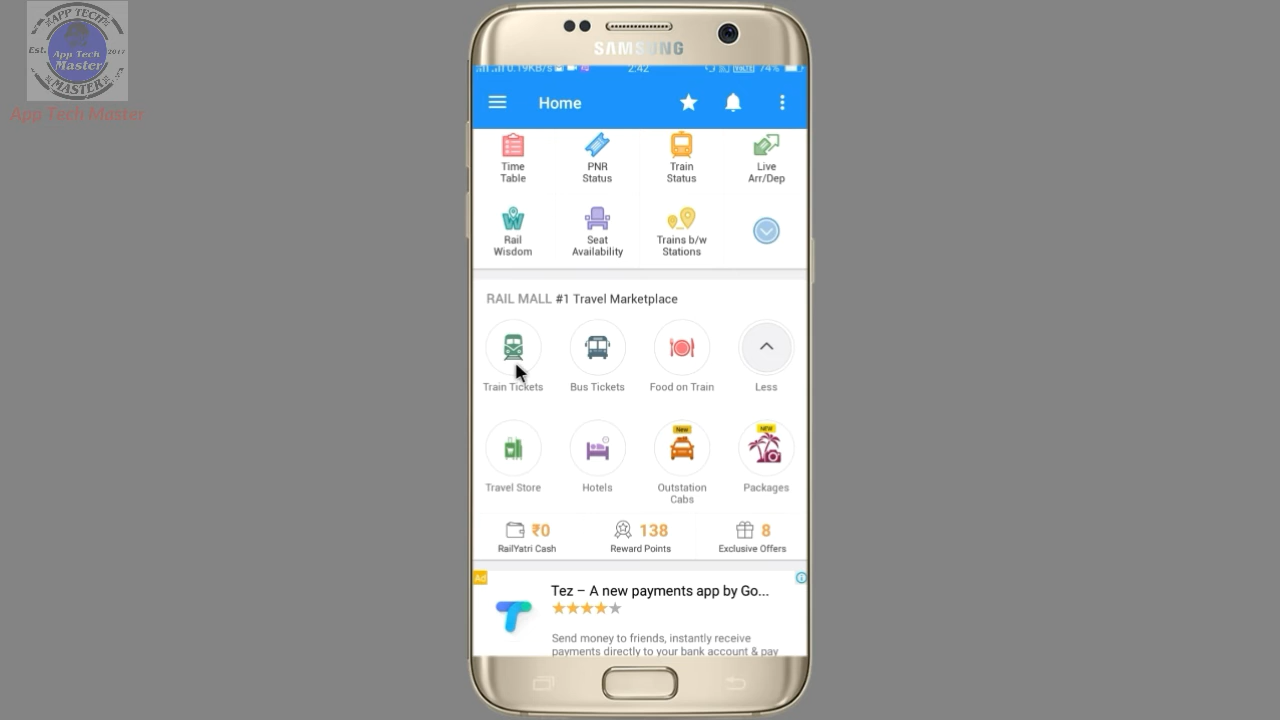 APP TECH
Est.
2017
App Tech
Master
MASTER
App Tech Master
SAMSUNG
0.19KB/s
2:42
74%
Home
Time
Table
PNR
Status
Train
Status
Live
Arr/Dep
Rail
Wisdom
Seat
Availability
Trains b/w
Stations
RAIL MALL #1 Travel Marketplace
Train Tickets
Bus Tickets
Food on Train
Less
New
NEW
Travel Store
Hotels
Outstation
Cabs
Packages
₹0
RailYatri Cash
138
Reward Points
8
Exclusive Offers
Ad
Tez – A new payments app by Go...
Send money to friends, instantly receive
payments directly to your bank account & pay